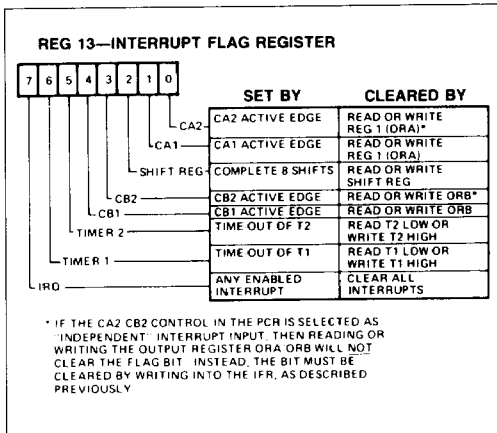 REG 13—INTERRUPT FLAG REGISTER
7 6 5 4 3 2 1 0
SET BY CLEARED BY
CA2 CA2 ACTIVE EDGE READ OR WRITE
REG 1 (ORA)*
CA1 CA1 ACTIVE EDGE READ OR WRITE
REG 1 (ORA)
SHIFT REG COMPLETE 8 SHIFTS READ OR WRITE
SHIFT REG
CB2 CB2 ACTIVE EDGE READ OR WRITE ORB*
CB1 CB1 ACTIVE EDGE READ OR WRITE ORB
TIMER 2 TIME OUT OF T2 READ T2 LOW OR
WRITE T2 HIGH
TIMER 1 TIME OUT OF T1 READ T1 LOW OR
WRITE T1 HIGH
IRQ ANY ENABLED CLEAR ALL
INTERRUPT INTERRUPTS
* IF THE CA2 CB2 CONTROL IN THE PCR IS SELECTED AS
"INDEPENDENT" INTERRUPT INPUT, THEN READING OR
WRITING THE OUTPUT REGISTER ORA ORB WILL NOT
CLEAR THE FLAG BIT INSTEAD, THE BIT MUST BE
CLEARED BY WRITING INTO THE IFR, AS DESCRIBED
PREVIOUSLY